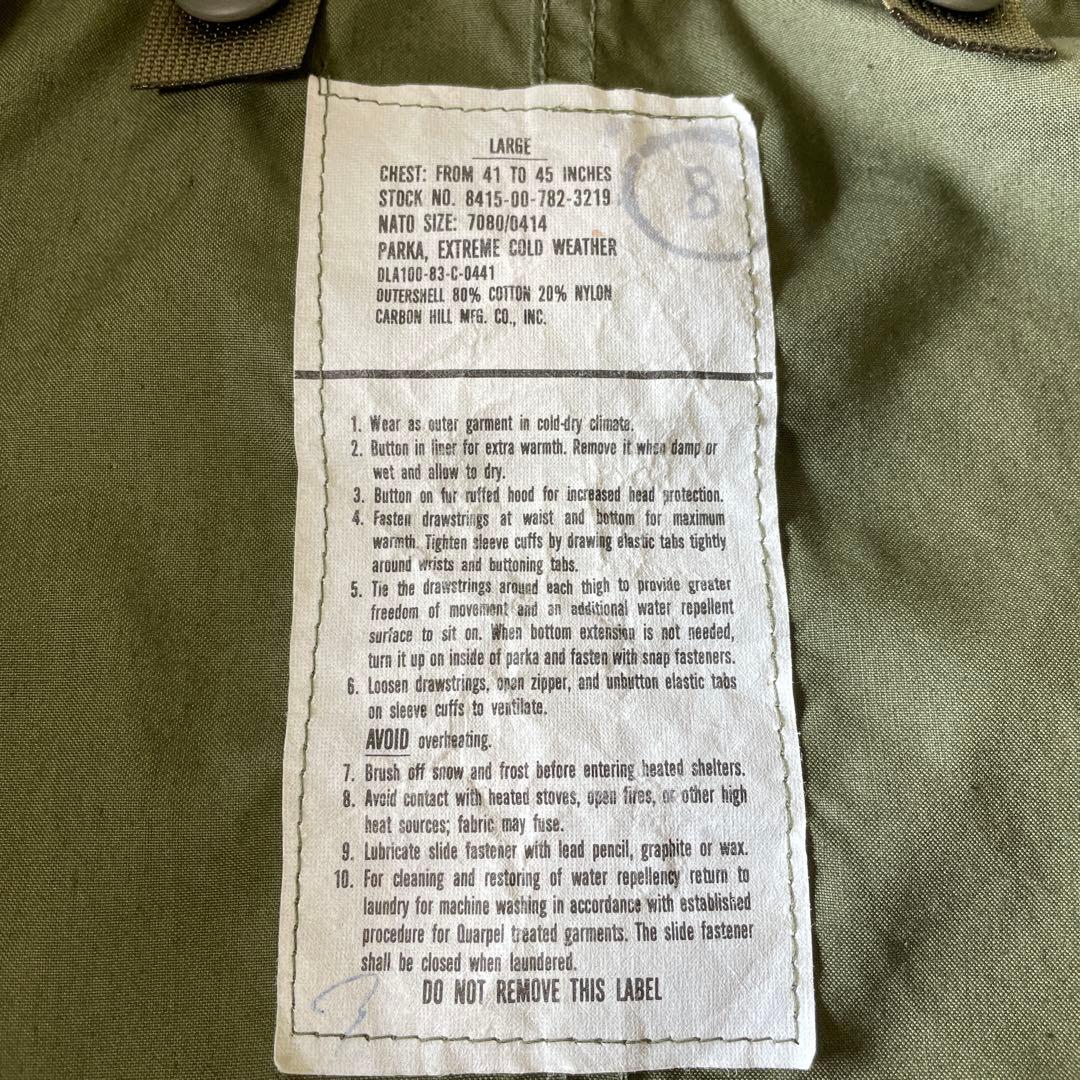 LARGE
B
CHEST: FROM 41 TO 45 INCHES
STOCK NO. 8415-00-782-3219
NATO SIZE: 7080/0414
PARKA, EXTREME COLD WEATHER
DLA100-83-C-0441
OUTERSHELL 80% COTTON 20% NYLON
CARBON HILL MFG. CO., INC.
1. Wear as outer garment in cold-dry climate.
2. Button in liner for extra warmth. Remove it when damp or
wet and allow to dry.
3. Button on fur ruffed hood for increased head protection.
4. Fasten drawstrings at waist and bottom for maximum
warmth. Tighten sleeve cuffs by drawing elastic tabs tightly
around wrists and buttoning tabs.
5. Tie the drawstrings around each thigh to provide greater
freedom of movement and an additional water repellent
surface to sit on. When bottom extension is not needed,
turn it up on inside of parka and fasten with snap fasteners.
6. Loosen drawstrings, open zipper, and unbutton elastic tabs
on sleeve cuffs to ventilate.
AVOID overheating.
7. Brush off snow and frost before entering heated shelters.
8. Avoid contact with heated stoves, open fires, or other high
heat sources; fabric may fuse.
9. Lubricate slide fastener with lead pencil, graphite or wax.
10. For cleaning and restoring of water repellency return to
laundry for machine washing in accordance with established
procedure for Quarpel treated garments. The slide fastener
shall be closed when laundered.
DO NOT REMOVE THIS LABEL